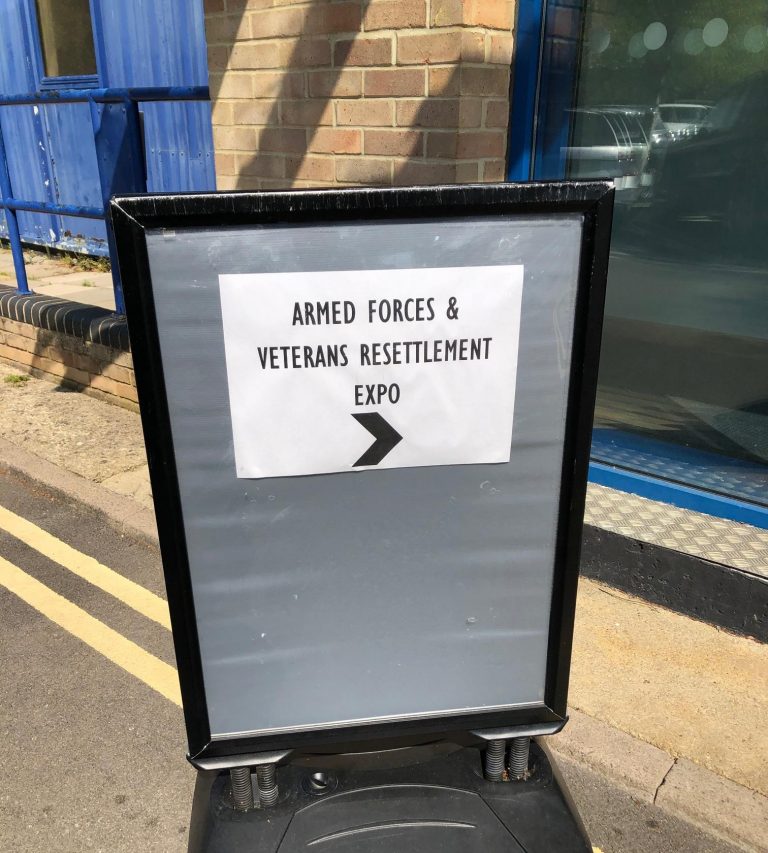 ARMED FORCES &
VETERANS RESETTLEMENT
EXPO